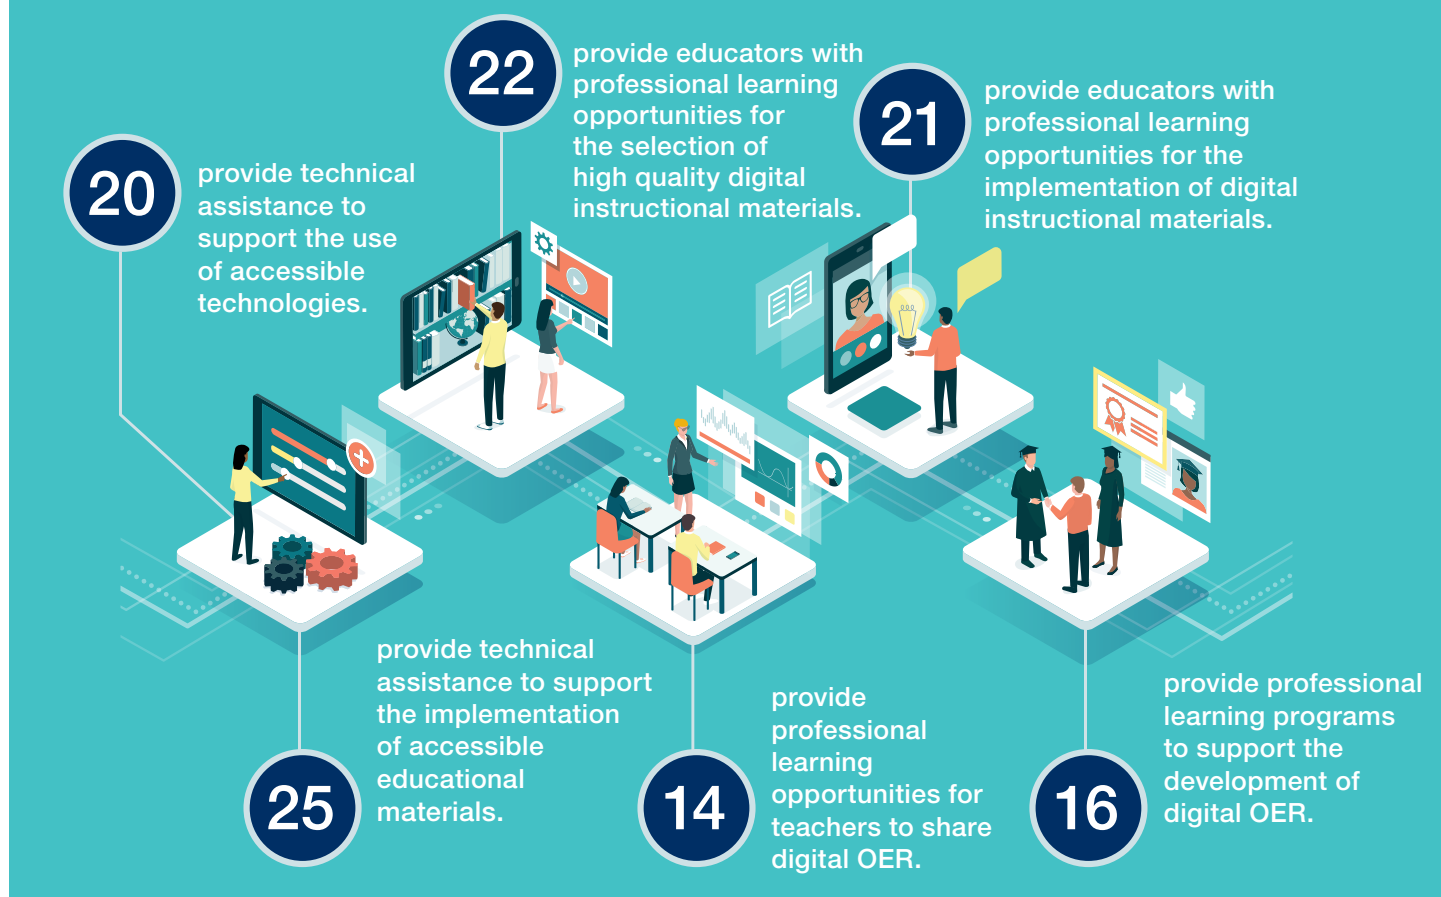 20
provide technical
assistance to
support the use
of accessible
technologies.
22
provide educators with
professional learning
opportunities for
the selection of
high quality digital
instructional materials.
21
provide educators with
professional learning
opportunities for the
implementation of digital
instructional materials.
25
provide technical
assistance to support
the implementation
of accessible
educational
materials.
14
provide
professional
learning
opportunities for
teachers to share
digital OER.
16
provide professional
learning programs
to support the
development of
digital OER.